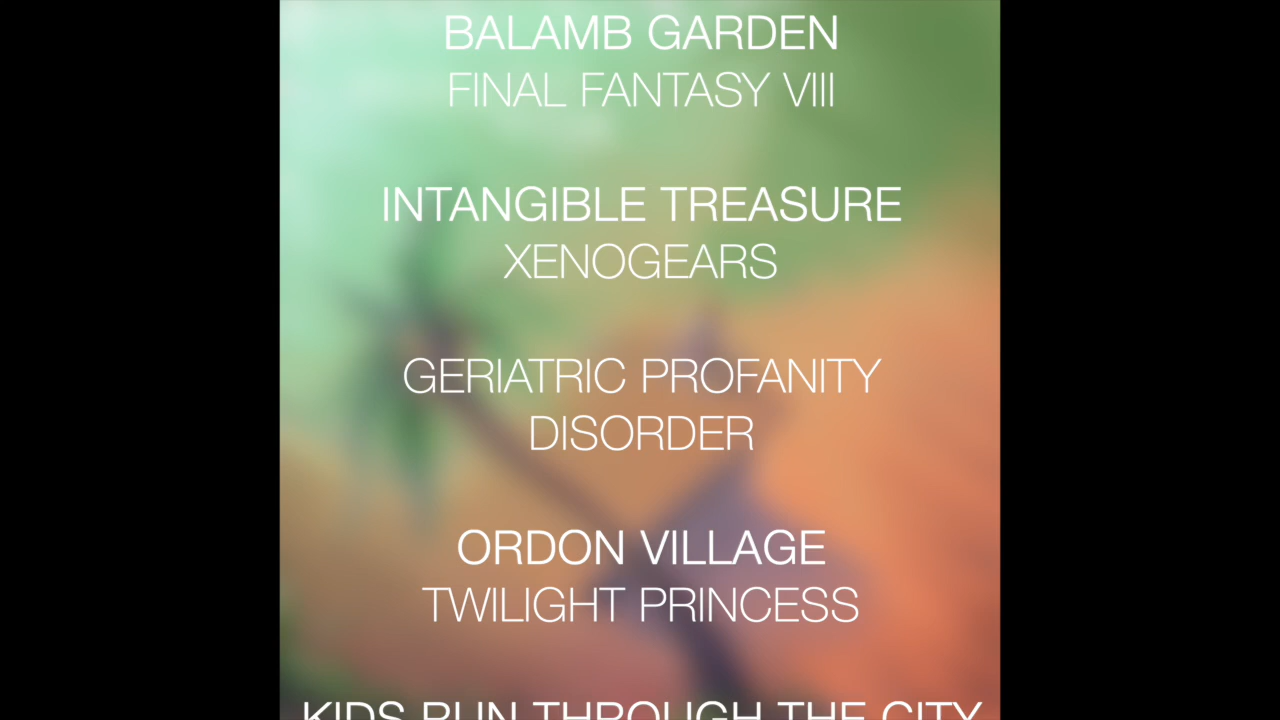 BALAMB GARDEN
FINAL FANTASY VIII
INTANGIBLE TREASURE
XENOGEARS
GERIATRIC PROFANITY
DISORDER
ORDON VILLAGE
TWILIGHT PRINCESS
KIDS RUN THROUGH THE CITY